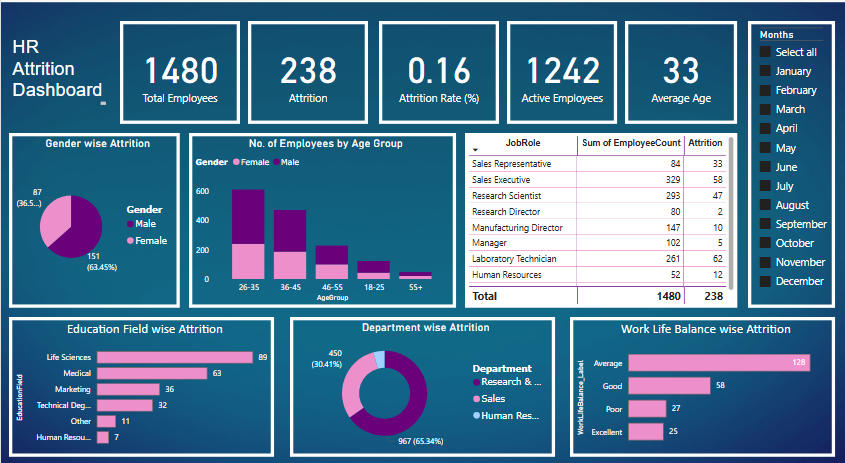 HR
Attrition
Dashboard
1480
Total Employees
238
Attrition
0.16
Attrition Rate (%)
1242
Active Employees
33
Average Age
Months
Select all
January
February
March
April
May
June
July
August
September
October
November
December
Gender wise Attrition
87
(36.5...)
151
(63.45%)
Gender
Male
Female
No. of Employees by Age Group
Gender Female Male
600
400
200
0
26-35 36-45 46-55 18-25 55+
AgeGroup
JobRole Sum of EmployeeCount Attrition
Sales Representative 84 33
Sales Executive 329 58
Research Scientist 293 47
Research Director 80 2
Manufacturing Director 147 10
Manager 102 5
Laboratory Technician 261 62
Human Resources 52 12
Total 1480 238
Education Field wise Attrition
EducationField
Life Sciences 89
Medical 63
Marketing 36
Technical Deg... 32
Other 11
Human Resou... 7
Department wise Attrition
450
(30.41%)
967 (65.34%)
Department
Research & ...
Sales
Human Res...
Work Life Balance wise Attrition
WorkLifeBalance_Label
Average 128
Good 58
Poor 27
Excellent 25